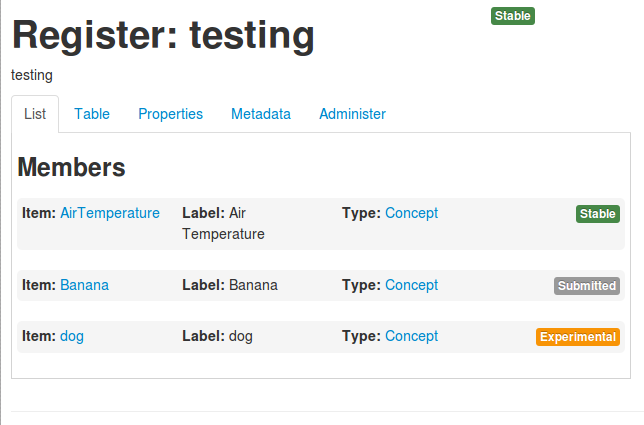 Register: testing Stable
testing
List Table Properties Metadata Administer
Members
Item: AirTemperature Label: Air Temperature Type: Concept Stable
Item: Banana Label: Banana Type: Concept Submitted
Item: dog Label: dog Type: Concept Experimental